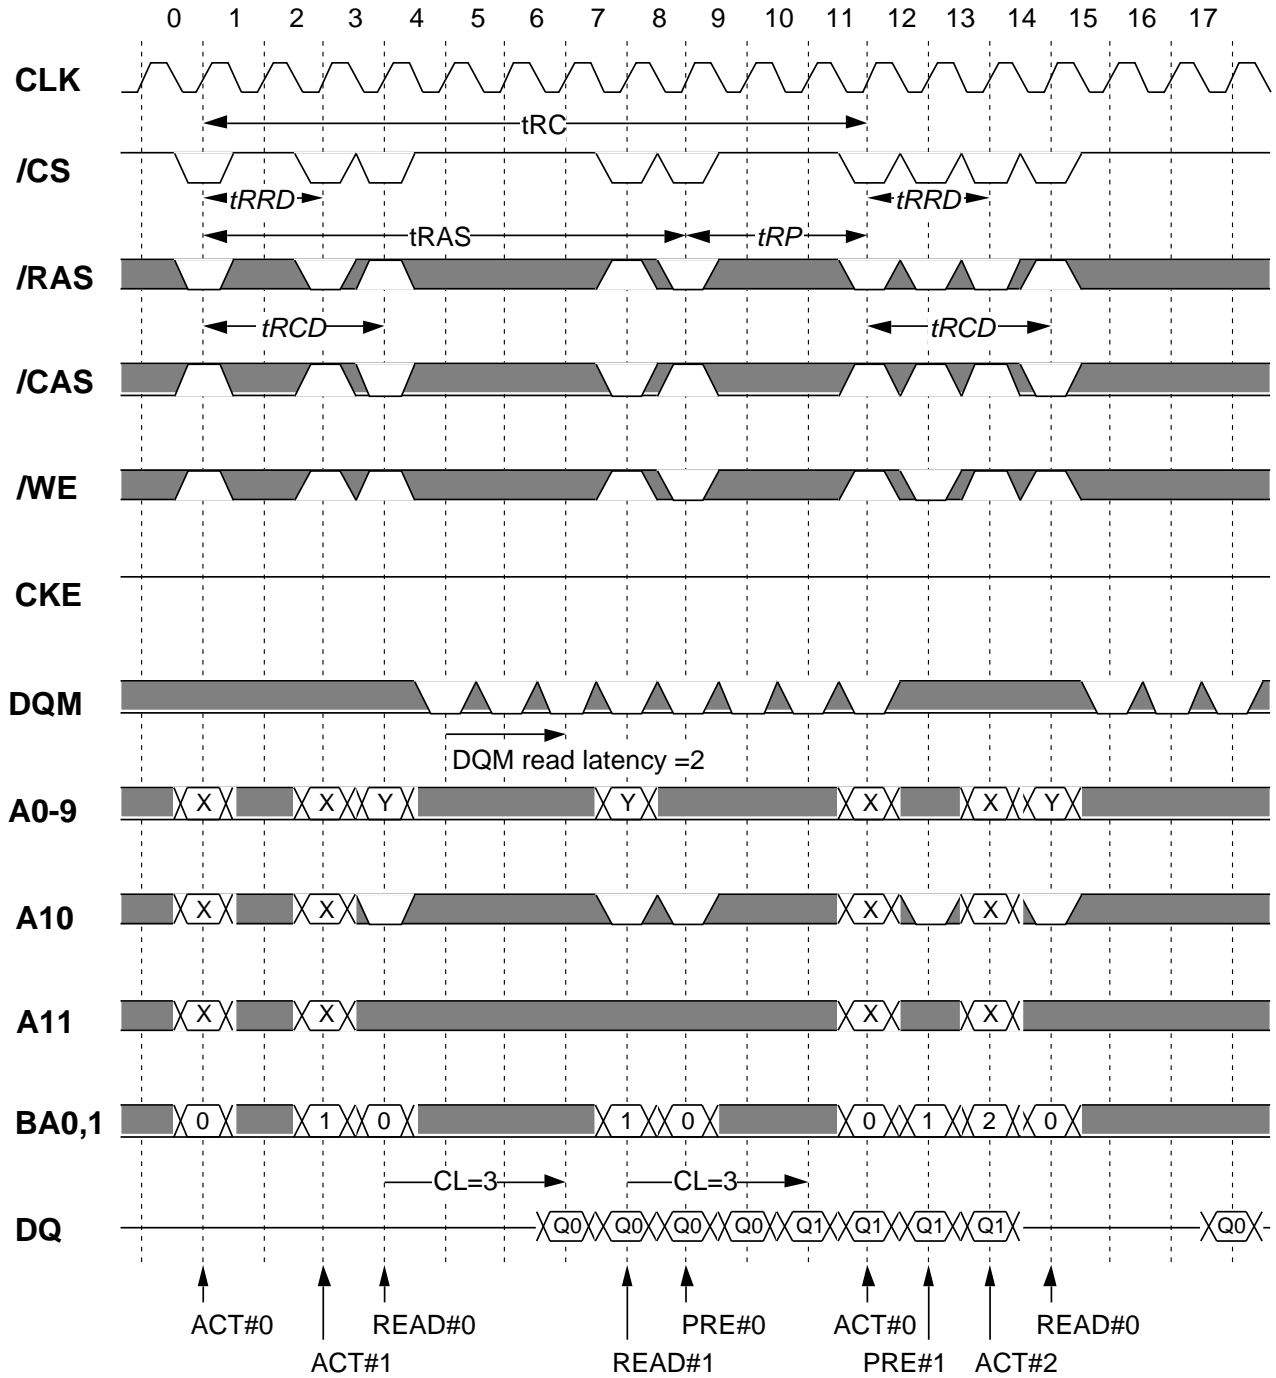 0 1 2 3 4 5 6 7 8 9 10 11 12 13 14 15 16 17
CLK
tRC
/CS
tRRD tRRD
tRAS tRP
/RAS
tRCD tRCD
/CAS
/WE
CKE
DQM
DQM read latency =2
A0-9 X X Y Y X X Y
A10 X X X X
A11 X X X X
BA0,1 0 1 0 1 0 0 1 2 0
CL=3 CL=3
DQ Q0 Q0 Q0 Q0 Q1 Q1 Q1 Q1 Q0
ACT#0 READ#0 PRE#0 ACT#0 READ#0
ACT#1 READ#1 PRE#1 ACT#2